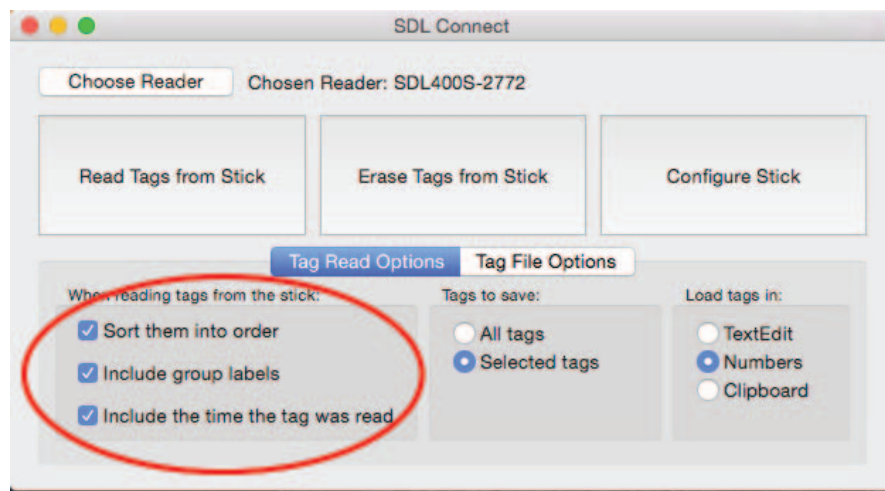 SDL Connect
Choose Reader Chosen Reader: SDL400S-2772
Read Tags from Stick Erase Tags from Stick Configure Stick
Tag Read Options Tag File Options
When reading tags from the stick: Tags to save: Load tags in:
Sort them into order All tags TextEdit
Include group labels Selected tags Numbers
Include the time the tag was read Clipboard